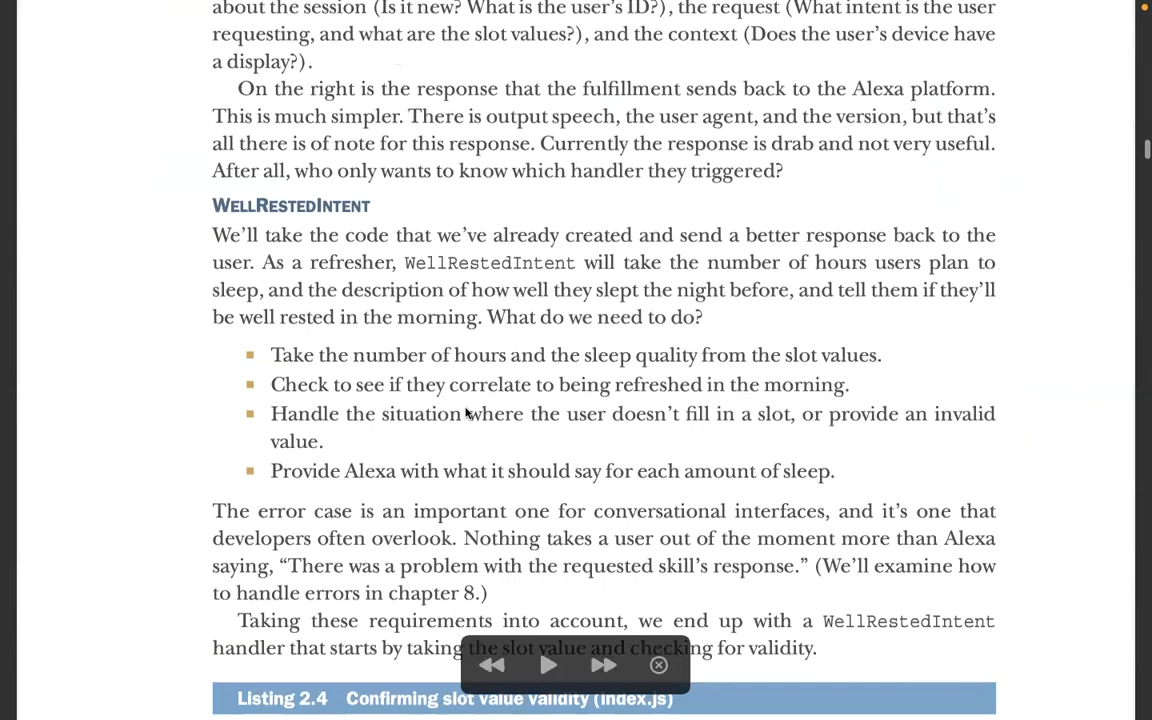 about the session (Is it new? What is the user's ID?), the request (What intent is the user
requesting, and what are the slot values?), and the context (Does the user's device have
a display?).
On the right is the response that the fulfillment sends back to the Alexa platform.
This is much simpler. There is output speech, the user agent, and the version, but that's
all there is of note for this response. Currently the response is drab and not very useful.
After all, who only wants to know which handler they triggered?
WELLRESTEDINTENT
We'll take the code that we've already created and send a better response back to the
user. As a refresher, WellRestedIntent will take the number of hours users plan to
sleep, and the description of how well they slept the night before, and tell them if they'll
be well rested in the morning. What do we need to do?
■ Take the number of hours and the sleep quality from the slot values.
■ Check to see if they correlate to being refreshed in the morning.
■ Handle the situation where the user doesn't fill in a slot, or provide an invalid
value.
■ Provide Alexa with what it should say for each amount of sleep.
The error case is an important one for conversational interfaces, and it's one that
developers often overlook. Nothing takes a user out of the moment more than Alexa
saying, “There was a problem with the requested skill's response.” (We'll examine how
to handle errors in chapter 8.)
Taking these requirements into account, we end up with a WellRestedIntent
handler that starts by taking the slot value and checking for validity.
Listing 2.4 Confirming slot value validity (index.js)